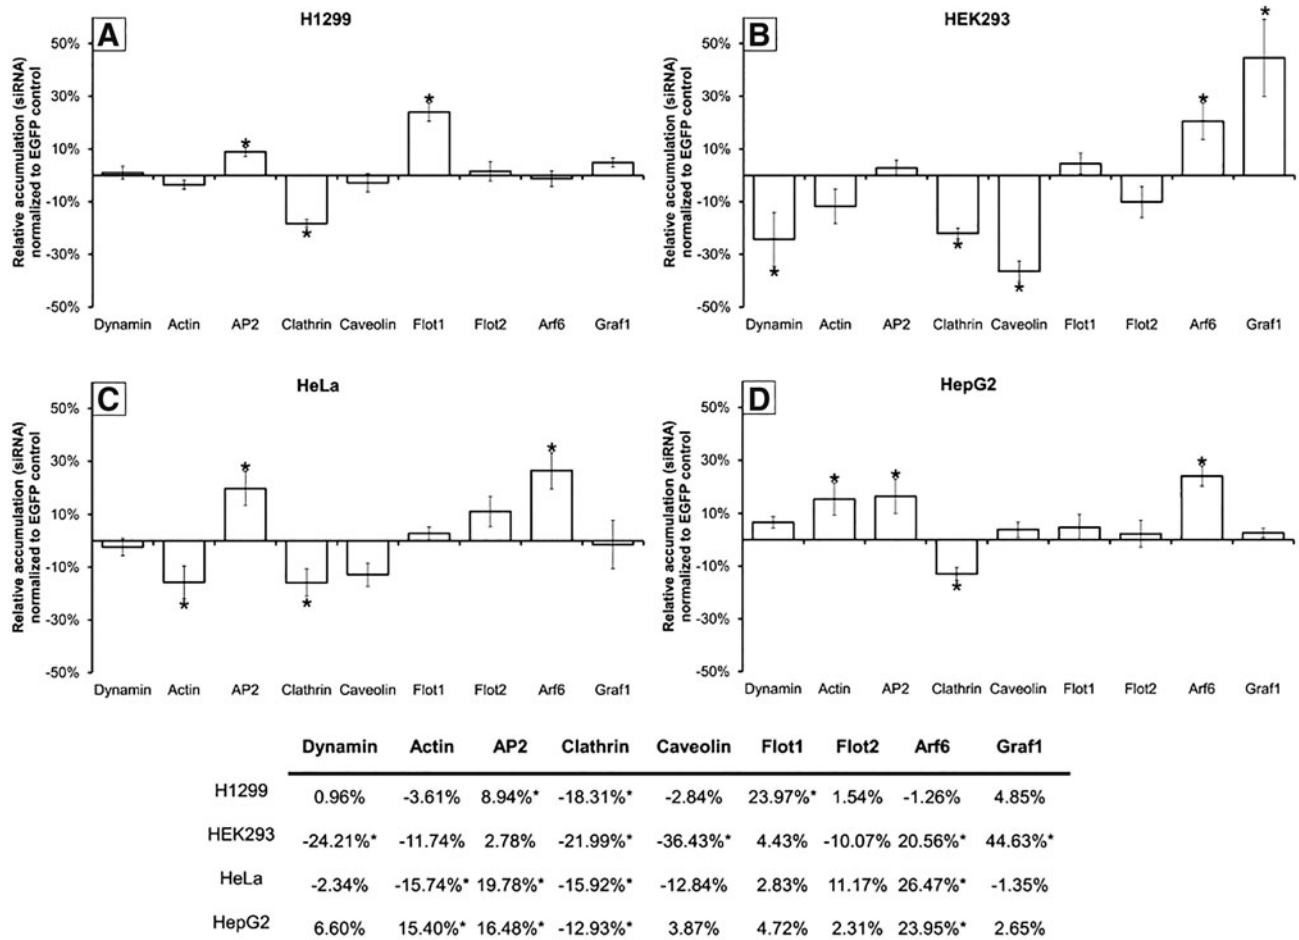 A
H1299
Relative accumulation (siRNA)
normalized to EGFP control
50%
30%
10%
-10%
-30%
-50%
*
*
*
Dynamin Actin AP2 Clathrin Caveolin Flot1 Flot2 Arf6 Graf1
B
HEK293
Relative accumulation (siRNA)
normalized to EGFP control
50%
30%
10%
-10%
-30%
-50%
*
*
*
*
*
Dynamin Actin AP2 Clathrin Caveolin Flot1 Flot2 Arf6 Graf1
C
HeLa
Relative accumulation (siRNA)
normalized to EGFP control
50%
30%
10%
-10%
-30%
-50%
*
*
*
*
Dynamin Actin AP2 Clathrin Caveolin Flot1 Flot2 Arf6 Graf1
D
HepG2
Relative accumulation (siRNA)
normalized to EGFP control
50%
30%
10%
-10%
-30%
-50%
*
*
*
*
Dynamin Actin AP2 Clathrin Caveolin Flot1 Flot2 Arf6 Graf1
Dynamin Actin AP2 Clathrin Caveolin Flot1 Flot2 Arf6 Graf1
H1299 0.96% -3.61% 8.94%* -18.31%* -2.84% 23.97%* 1.54% -1.26% 4.85%
HEK293 -24.21%* -11.74% 2.78% -21.99%* -36.43%* 4.43% -10.07% 20.56%* 44.63%*
HeLa -2.34% -15.74%* 19.78%* -15.92%* -12.84% 2.83% 11.17% 26.47%* -1.35%
HepG2 6.60% 15.40%* 16.48%* -12.93%* 3.87% 4.72% 2.31% 23.95%* 2.65%